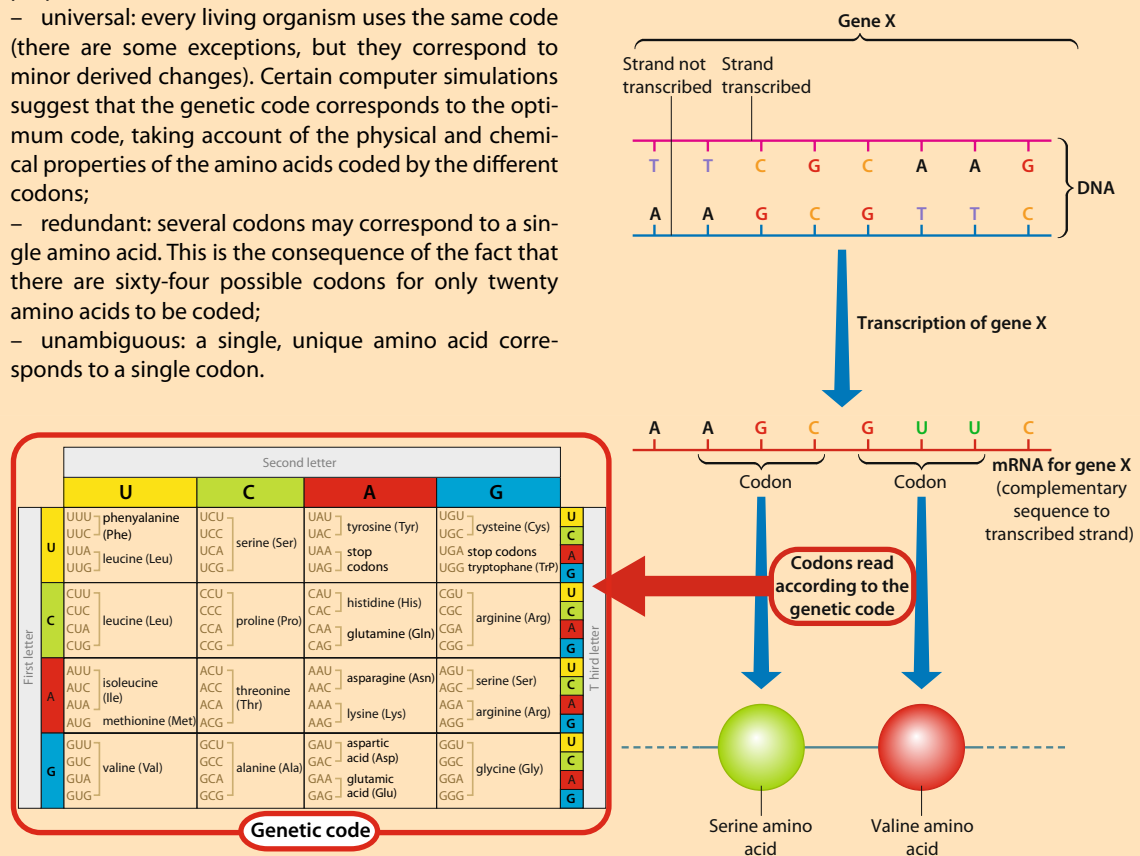 – universal: every living organism uses the same code
(there are some exceptions, but they correspond to
minor derived changes). Certain computer simulations
suggest that the genetic code corresponds to the opti-
mum code, taking account of the physical and chemi-
cal properties of the amino acids coded by the different
codons;
– redundant: several codons may correspond to a sin-
gle amino acid. This is the consequence of the fact that
there are sixty-four possible codons for only twenty
amino acids to be coded;
– unambiguous: a single, unique amino acid corre-
sponds to a single codon.
Gene X
Strand not
transcribed
Strand
transcribed
T T C G C A A G
A A G C G T T C
DNA
Transcription of gene X
A A G C G U U C
Codon
Codon
mRNA for gene X
(complementary
sequence to
transcribed strand)
Codons read
according to the
genetic code
Serine amino
acid
Valine amino
acid
Second letter
U C A G
First letter
T hird letter
U
UUU
UUC
phenyalanine
(Phe)
UUA
UUG
leucine (Leu)
UCU
UCC
UCA
UCG
serine (Ser)
UAU
UAC
tyrosine (Tyr)
UAA
UAG
stop
codons
UGU
UGC
cysteine (Cys)
UGA stop codons
UGG tryptophane (TrP)
U
C
A
G
C
CUU
CUC
CUA
CUG
leucine (Leu)
CCU
CCC
CCA
CCG
proline (Pro)
CAU
CAC
histidine (His)
CAA
CAG
glutamine (Gln)
CGU
CGC
CGA
CGG
arginine (Arg)
U
C
A
G
A
AUU
AUC
AUA
isoleucine
(Ile)
AUG methionine (Met)
ACU
ACC
ACA
ACG
threonine
(Thr)
AAU
AAC
asparagine (Asn)
AAA
AAG
lysine (Lys)
AGU
AGC
serine (Ser)
AGA
AGG
arginine (Arg)
U
C
A
G
G
GUU
GUC
GUA
GUG
valine (Val)
GCU
GCC
GCA
GCG
alanine (Ala)
GAU
GAC
aspartic
acid (Asp)
GAA
GAG
glutamic
acid (Glu)
GGU
GGC
GGA
GGG
glycine (Gly)
U
C
A
G
Genetic code